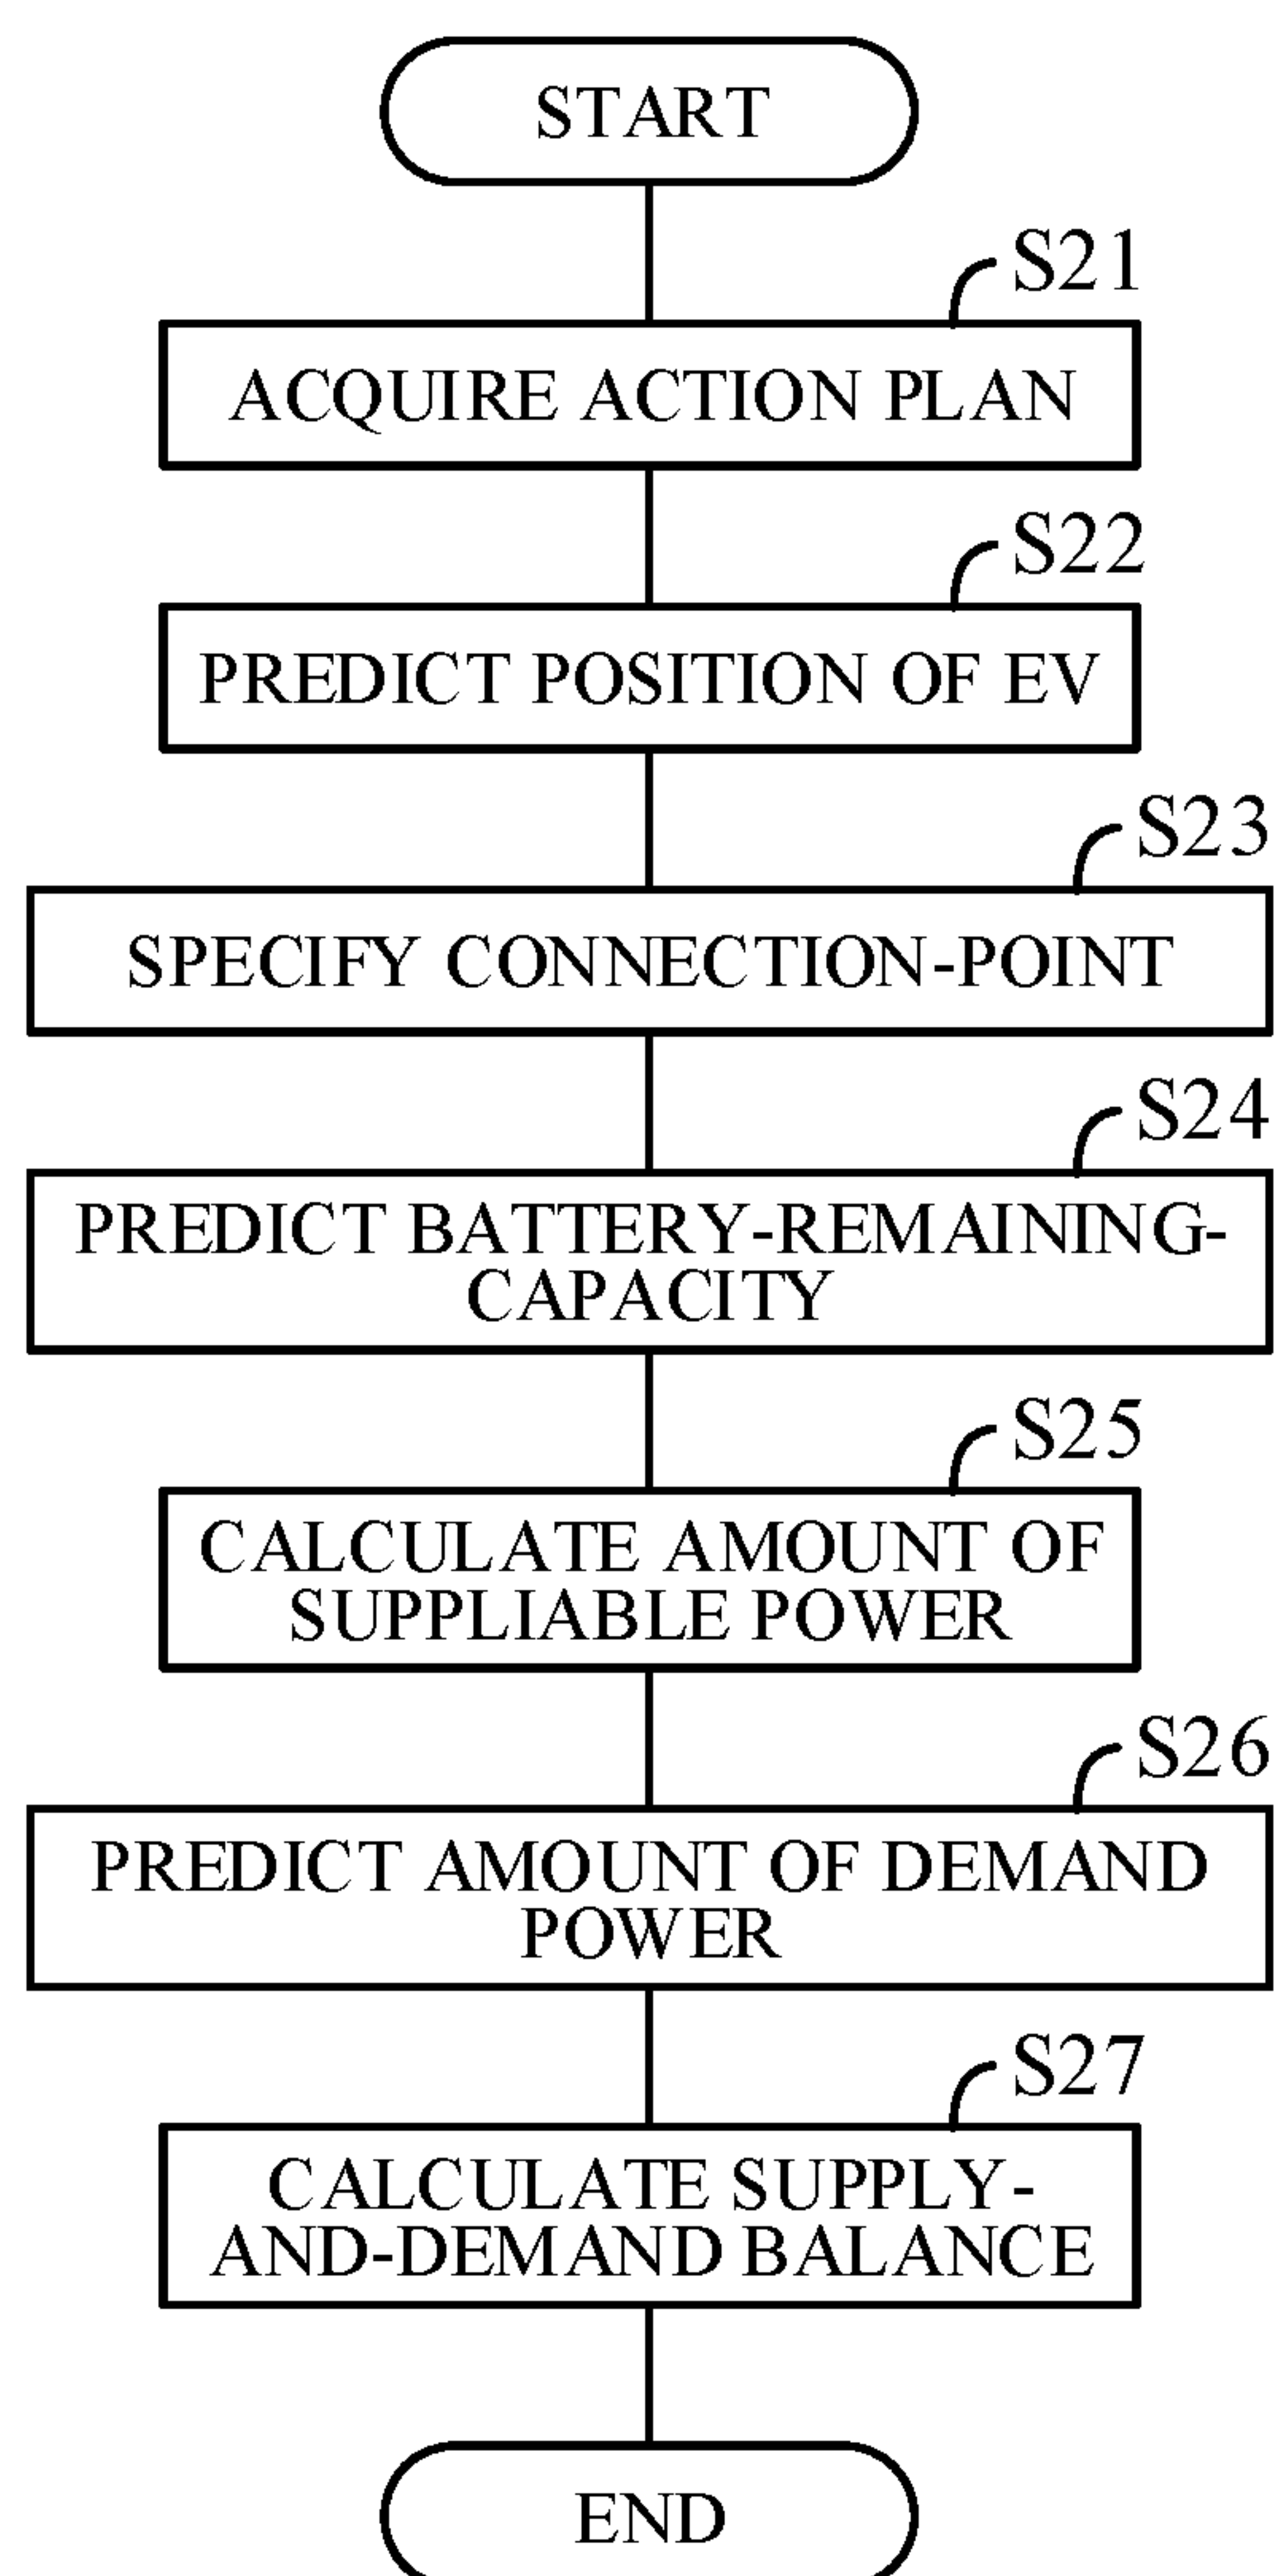 START
S21
ACQUIRE ACTION PLAN
S22
PREDICT POSITION OF EV
S23
SPECIFY CONNECTION-POINT
S24
PREDICT BATTERY-REMAINING-
CAPACITY
S25
CALCULATE AMOUNT OF
SUPPLIABLE POWER
S26
PREDICT AMOUNT OF DEMAND
POWER
S27
CALCULATE SUPPLY-
AND-DEMAND BALANCE
END